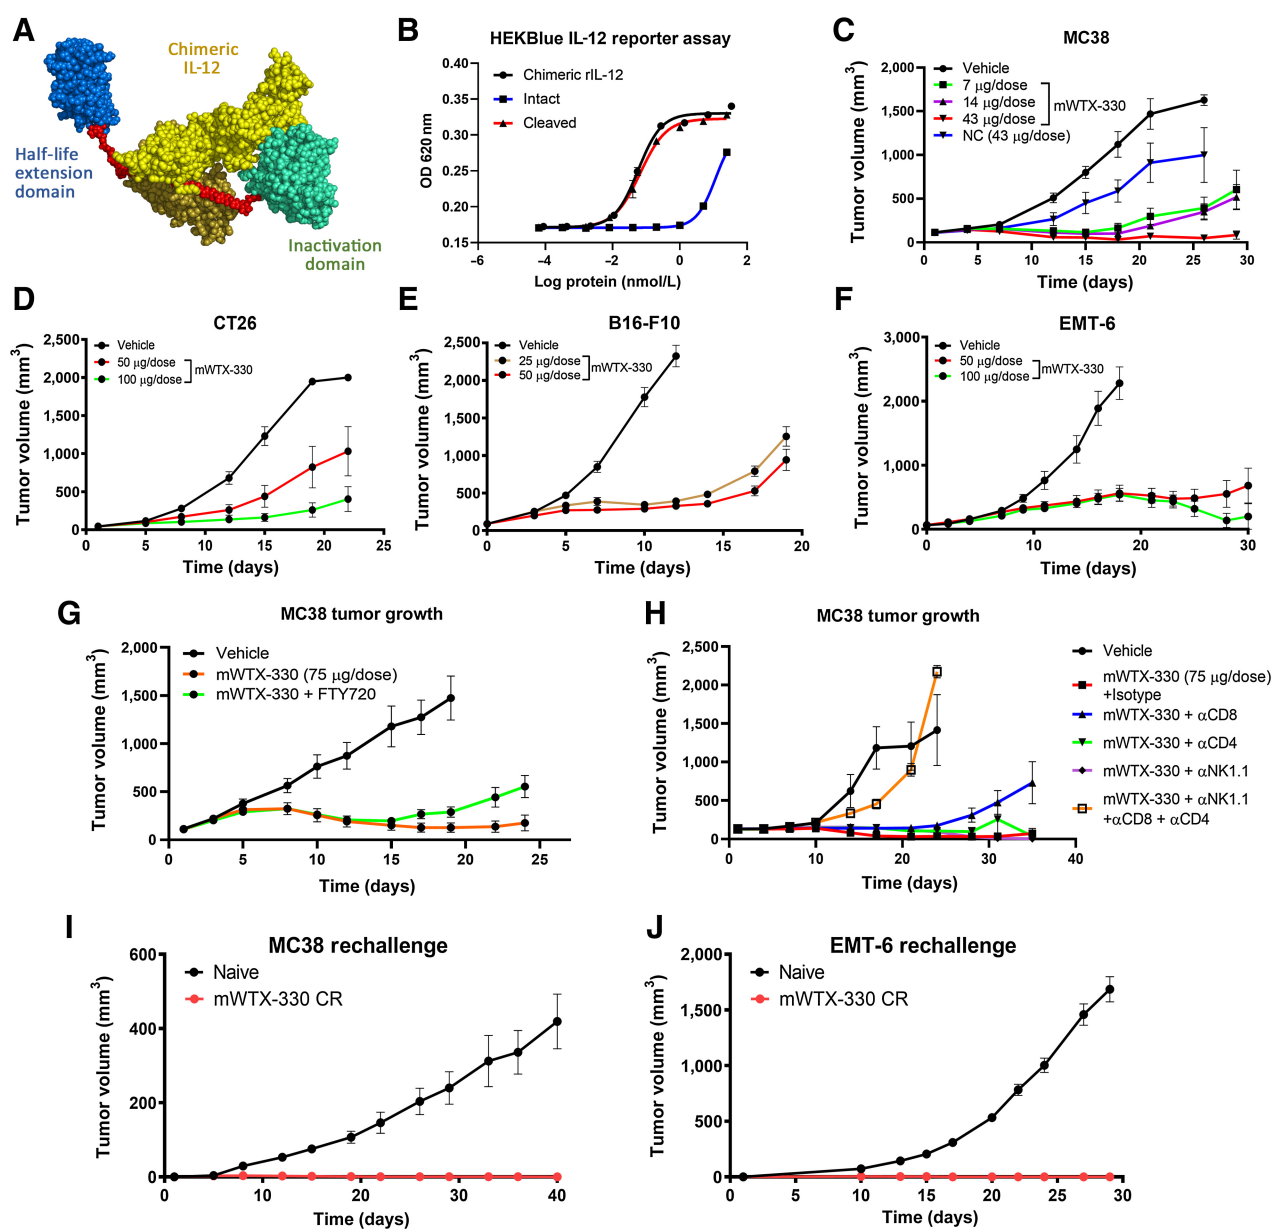 A
Chimeric
IL-12
Half-life
extension
domain
Inactivation
domain
B
HEKBlue IL-12 reporter assay
OD 620 nm
0.40
0.35
0.30
0.25
0.20
0.15
Chimeric rIL-12
Intact
Cleaved
−6
−4
−2
0
2
Log protein (nmol/L)
C
MC38
Tumor volume (mm³)
2,000
1,500
1,000
500
0
Vehicle
7 μg/dose
14 μg/dose
43 μg/dose
mWTX-330
NC (43 μg/dose)
0
5
10
15
20
25
30
Time (days)
D
CT26
Tumor volume (mm³)
2,500
2,000
1,500
1,000
500
0
Vehicle
50 μg/dose
100 μg/dose
mWTX-330
0
5
10
15
20
25
Time (days)
E
B16-F10
Tumor volume (mm³)
2,500
2,000
1,500
1,000
500
0
Vehicle
25 μg/dose
50 μg/dose
mWTX-330
0
5
10
15
20
Time (days)
F
EMT-6
Tumor volume (mm³)
3,000
2,000
1,000
0
Vehicle
50 μg/dose
100 μg/dose
mWTX-330
0
10
20
30
Time (days)
G
MC38 tumor growth
Tumor volume (mm³)
2,000
1,500
1,000
500
0
Vehicle
mWTX-330 (75 μg/dose)
mWTX-330 + FTY720
0
5
10
15
20
25
Time (days)
H
MC38 tumor growth
Tumor volume (mm³)
2,500
2,000
1,500
1,000
500
0
0
10
20
30
40
Time (days)
Vehicle
mWTX-330 (75 μg/dose)
+Isotype
mWTX-330 + αCD8
mWTX-330 + αCD4
mWTX-330 + αNK1.1
mWTX-330 + αNK1.1
+αCD8 + αCD4
I
MC38 rechallenge
Tumor volume (mm³)
600
400
200
0
Naive
mWTX-330 CR
0
10
20
30
40
Time (days)
J
EMT-6 rechallenge
Tumor volume (mm³)
2,000
1,500
1,000
500
0
Naive
mWTX-330 CR
0
5
10
15
20
25
30
Time (days)